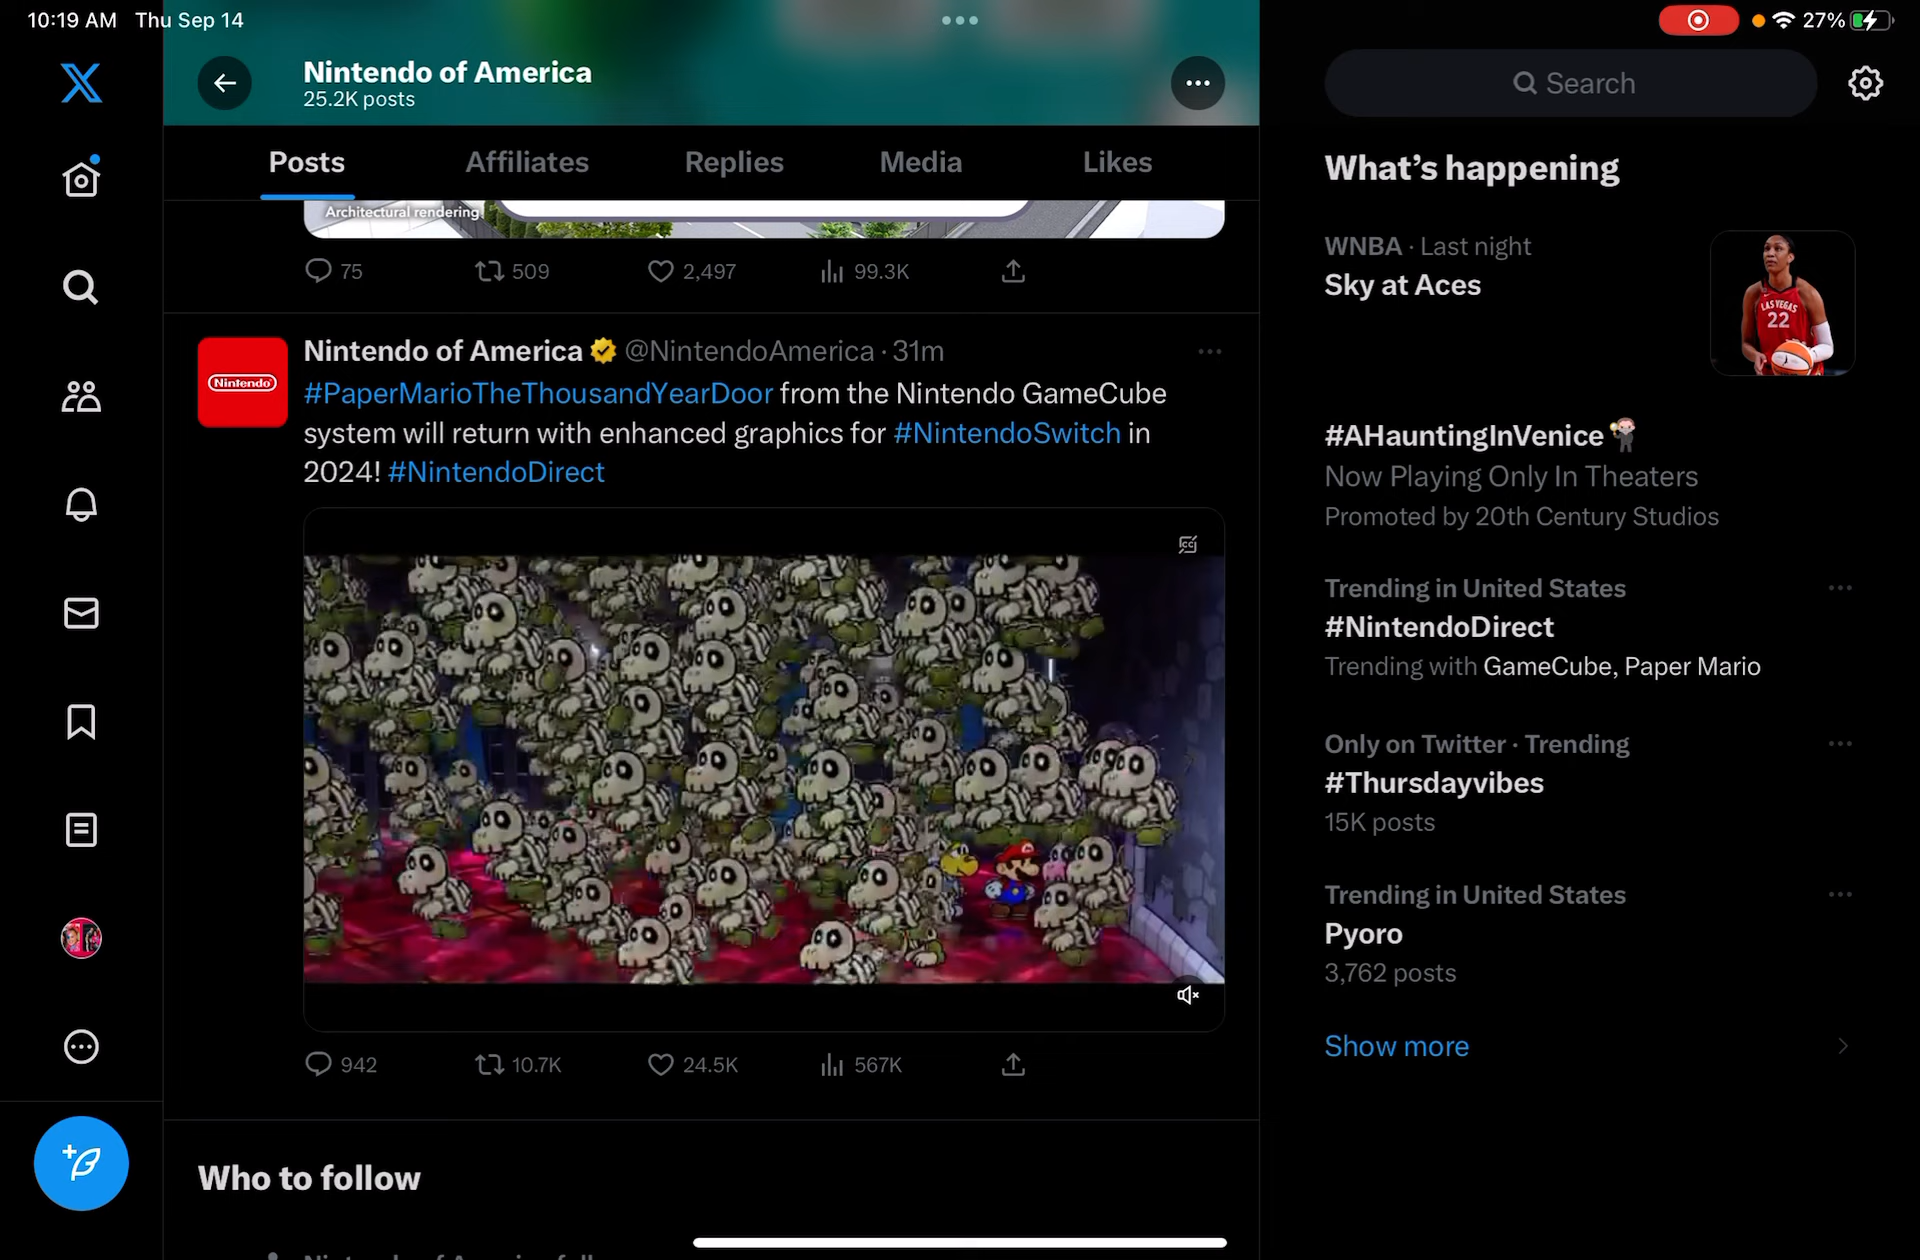 10:19 AM Thu Sep 14
27%
Nintendo of America
25.2K posts
Search
Posts Affiliates Replies Media Likes
Architectural rendering
75 509 2,497 99.3K
Nintendo of America @NintendoAmerica · 31m
Nintendo
#PaperMarioTheThousandYearDoor from the Nintendo GameCube
system will return with enhanced graphics for #NintendoSwitch in
2024! #NintendoDirect
CC
942 10.7K 24.5K 567K
Who to follow
What's happening
WNBA · Last night
Sky at Aces
LAS VEGAS
22
#AHauntingInVenice
Now Playing Only In Theaters
Promoted by 20th Century Studios
Trending in United States
#NintendoDirect
Trending with GameCube, Paper Mario
Only on Twitter · Trending
#Thursdayvibes
15K posts
Trending in United States
Pyoro
3,762 posts
Show more